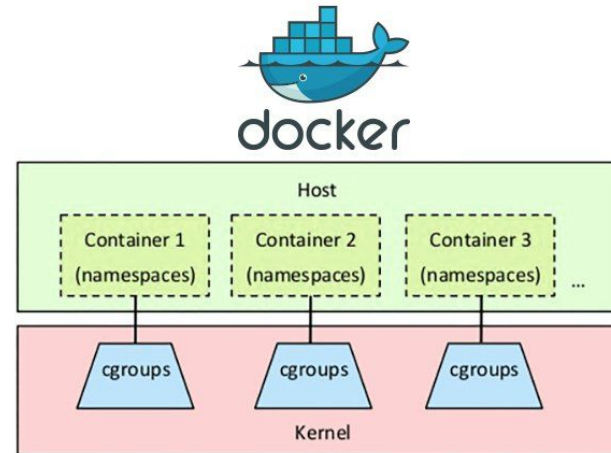 docker
Host
Container 1 Container 2 Container 3
(namespaces) (namespaces) (namespaces) ...
cgroups cgroups cgroups
Kernel